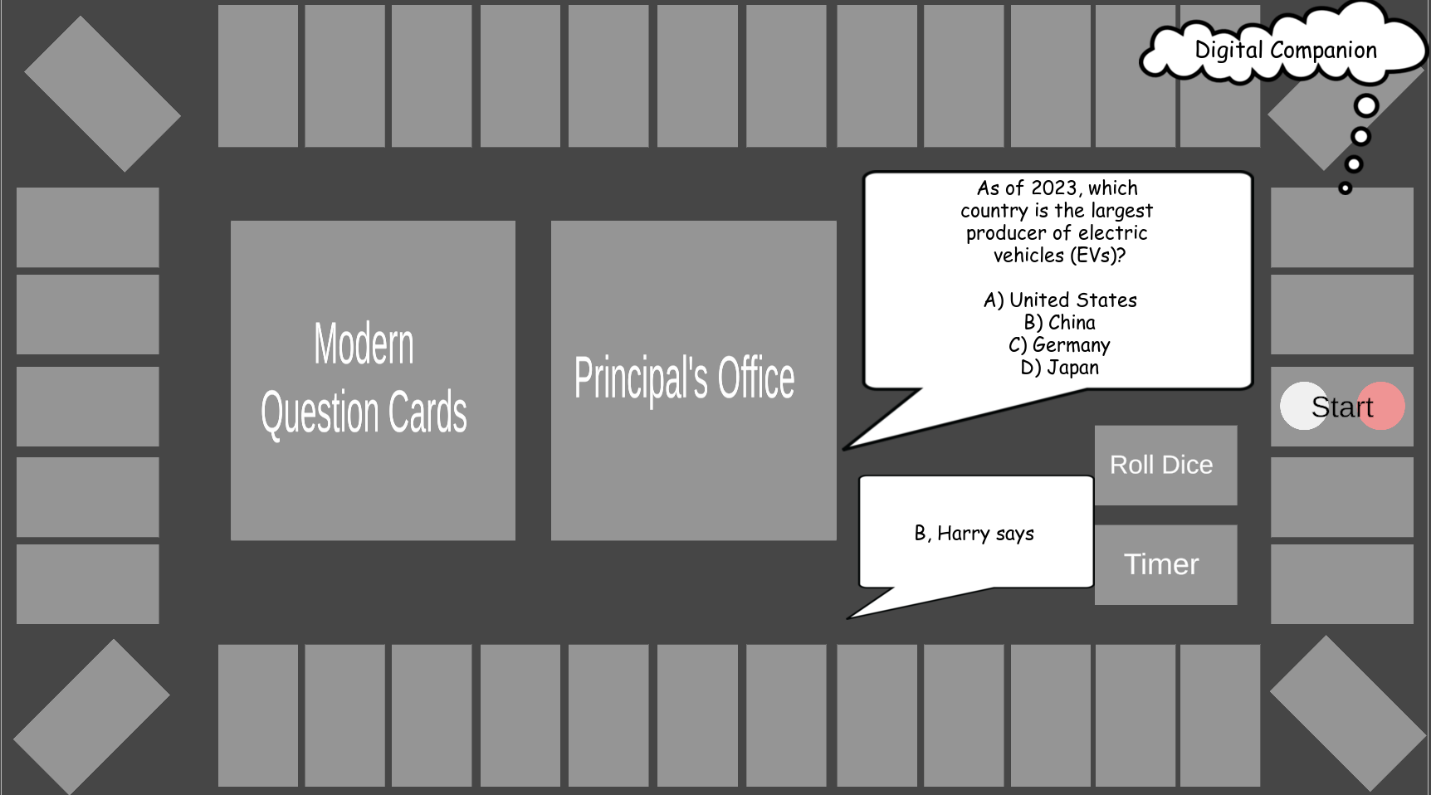 Digital Companion
As of 2023, which
country is the largest
producer of electric
vehicles (EVs)?
A) United States
B) China
C) Germany
D) Japan
Modern
Question Cards
Principal's Office
Start
Roll Dice
B, Harry says
Timer